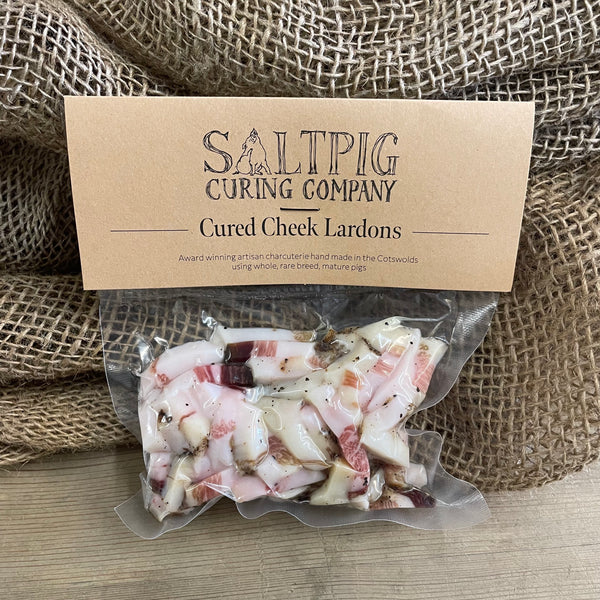 SALTPIG
CURING COMPANY
Cured Cheek Lardons
Award winning artisan charcuterie hand made in the Cotswolds
using whole, rare breed, mature pigs